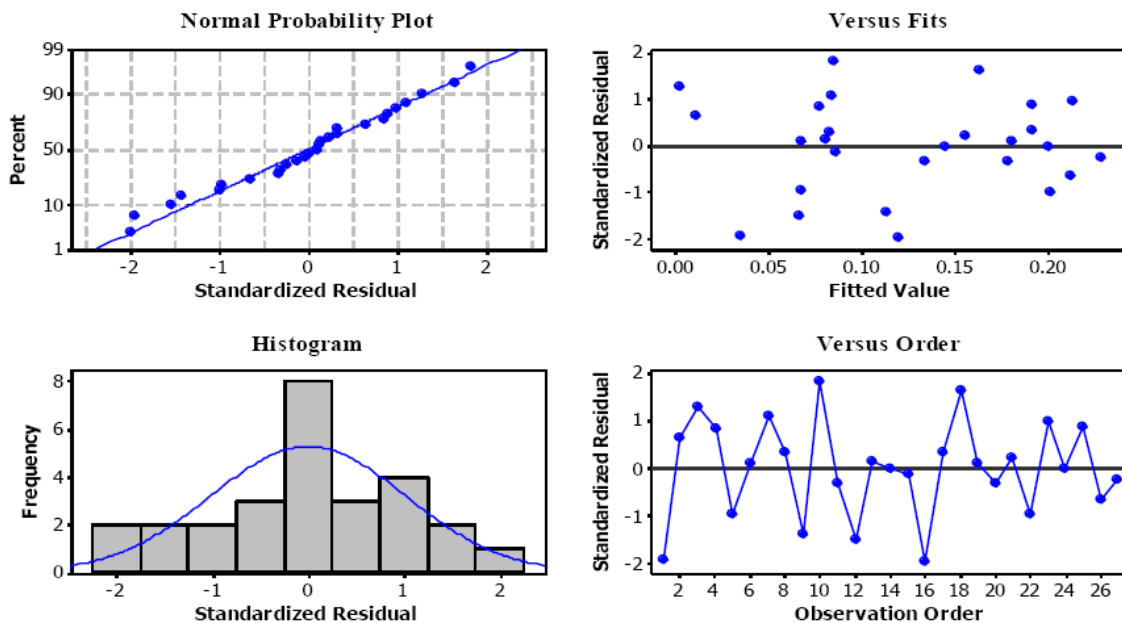 Normal Probability Plot
99
90
50
10
1
Percent
-2 -1 0 1 2
Standardized Residual
Versus Fits
2
1
0
-1
-2
Standardized Residual
0.00 0.05 0.10 0.15 0.20
Fitted Value
Histogram
8
6
4
2
0
Frequency
-2 -1 0 1 2
Standardized Residual
Versus Order
2
1
0
-1
-2
Standardized Residual
2 4 6 8 10 12 14 16 18 20 22 24 26
Observation Order